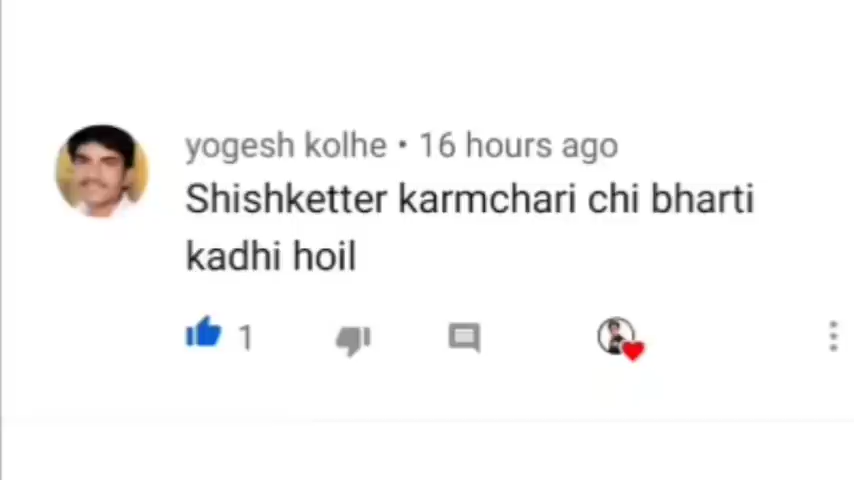 yogesh kolhe • 16 hours ago
Shishketter karmchari chi bharti
kadhi hoil
1